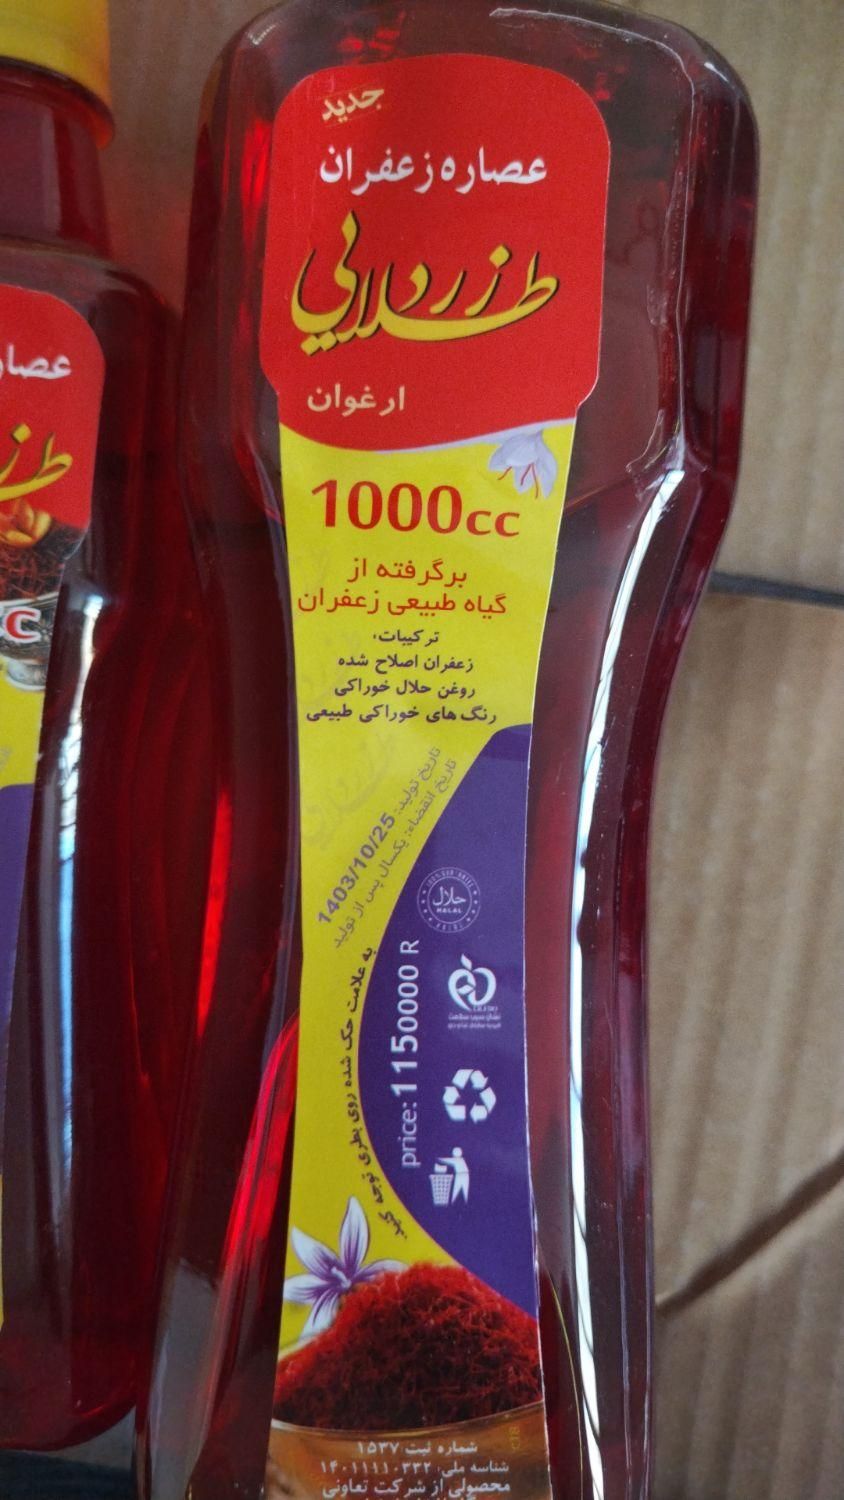 جدید
عصاره زعفران
طلایی زرد
ارغوان
1000cc
برگرفته از
گیاه طبیعی زعفران
ترکیبات:
زعفران اصلاح شده
روغن حلال خوراکی
رنگ های خوراکی طبیعی
تاریخ تولید: 1403/10/25
تاریخ انقضاء: یکسال پس از تولید
به علامت حک شده روی بطری توجه کنید
price: 1150000 R
حلال
HALAL
شماره ثبت ۱۵۳۷
شناسه ملی: ۱۴۰۱۱۱۱۰۳۳۲
محصولی از شرکت تعاونی
عصار